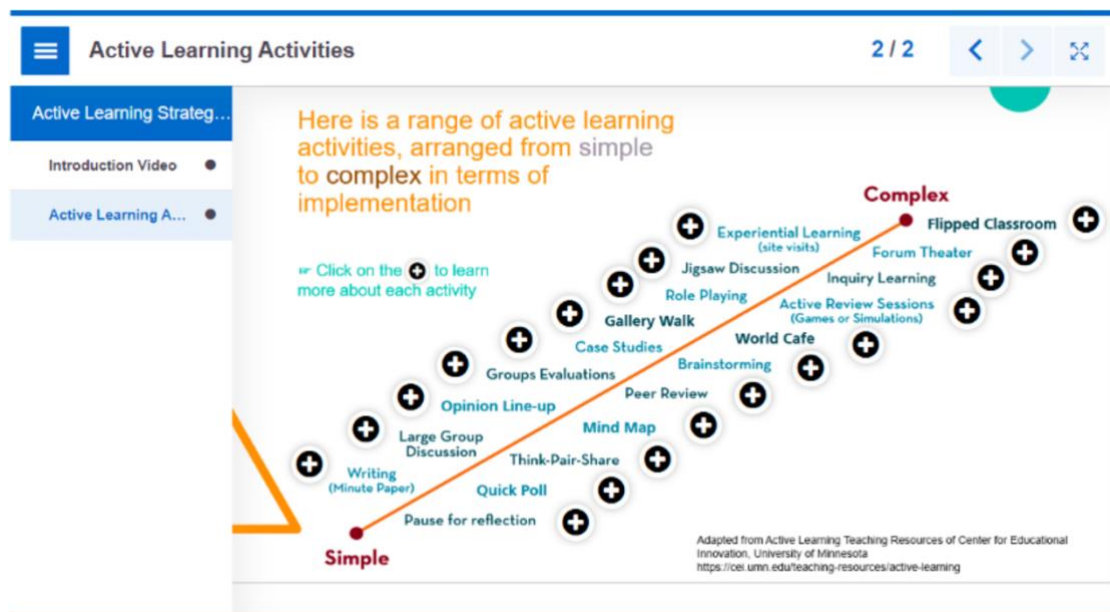 Active Learning Activities
2 / 2
Active Learning Strateg...
Introduction Video
Active Learning A...
Here is a range of active learning
activities, arranged from simple
to complex in terms of
implementation
☞ Click on the + to learn
more about each activity
Complex
Flipped Classroom
Experiential Learning
(site visits)
Forum Theater
Jigsaw Discussion
Inquiry Learning
Role Playing
Active Review Sessions
(Games or Simulations)
Gallery Walk
World Cafe
Case Studies
Brainstorming
Groups Evaluations
Peer Review
Opinion Line-up
Mind Map
Large Group
Discussion
Think-Pair-Share
Writing
(Minute Paper)
Quick Poll
Pause for reflection
Simple
Adapted from Active Learning Teaching Resources of Center for Educational
Innovation, University of Minnesota
https://cei.umn.edu/teaching-resources/active-learning